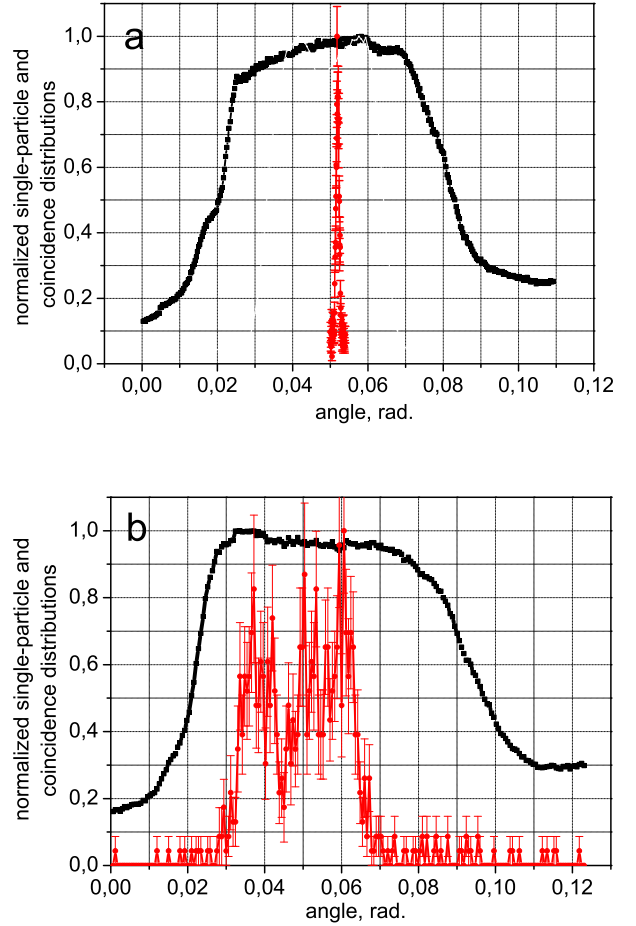 a
normalized single-particle and
coincidence distributions
1,0
0,8
0,6
0,4
0,2
0,0
0,00 0,02 0,04 0,06 0,08 0,10 0,12
angle, rad.
b
normalized single-particle and
coincidence distributions
1,0
0,8
0,6
0,4
0,2
0,0
0,00 0,02 0,04 0,06 0,08 0,10 0,12
angle, rad.